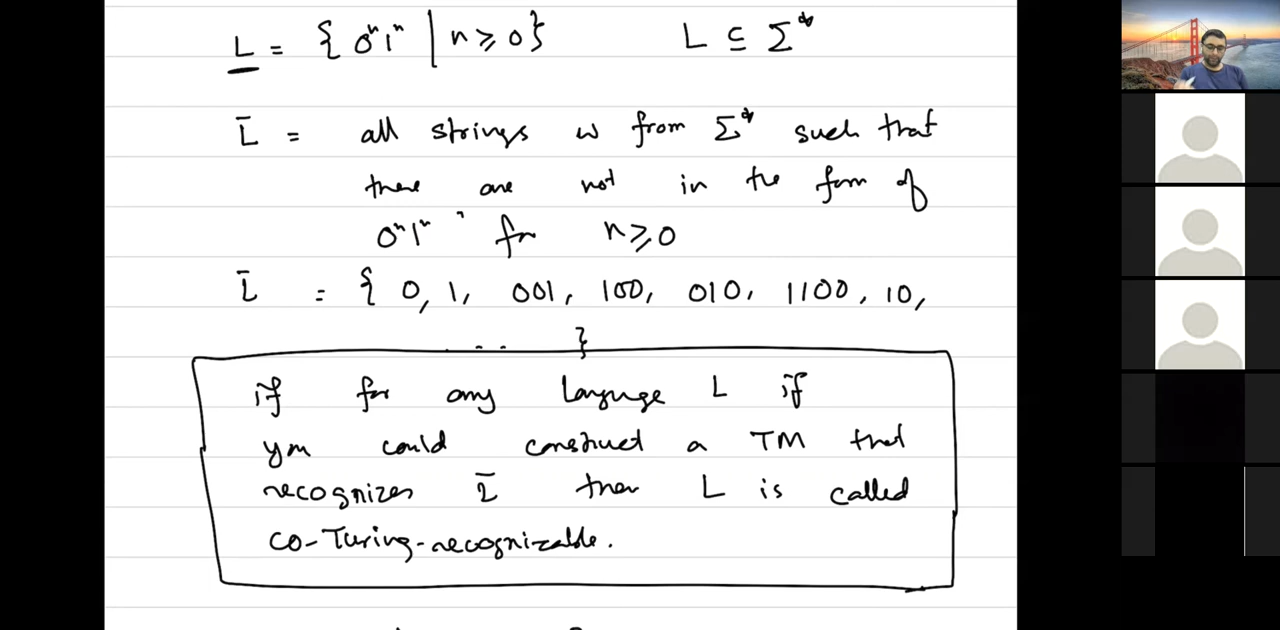 L = { 0ⁿ1ⁿ | n ≥ 0 } L ⊆ Σ*
L̄ = all strings w from Σ* such that
there are not in the form of
0ⁿ1ⁿ for n ≥ 0
L̄ = { 0, 1, 001, 100, 010, 1100, 10,
... }
if for any language L if
you could construct a TM that
recognizes L̄ then L is called
co-Turing-recognizable.